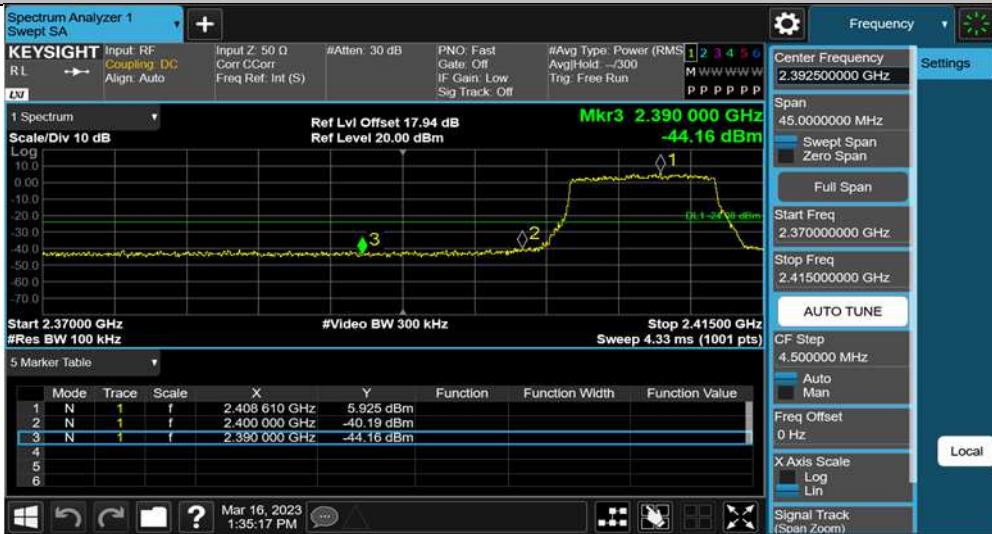 Spectrum Analyzer 1
Swept SA
+
Frequency
KEYSIGHT
RL
LXI
Input: RF
Coupling: DC
Align: Auto
Input Z: 50 Ω
Corr CCorr
Freq Ref: Int (S)
#Atten: 30 dB
PNO: Fast
Gate: Off
IF Gain: Low
Sig Track: Off
#Avg Type: Power (RMS
Avg|Hold: --/300
Trig: Free Run
1 2 3 4 5 6
M W W W W W
P P P P P P
1 Spectrum
Scale/Div 10 dB
Log
Ref Lvl Offset 17.94 dB
Ref Level 20.00 dBm
Mkr3 2.390 000 GHz
-44.16 dBm
10.0
0.00
-10.0
-20.0
-30.0
-40.0
-50.0
-60.0
-70.0
1
2
3
Start 2.37000 GHz
#Res BW 100 kHz
#Video BW 300 kHz
Stop 2.41500 GHz
Sweep 4.33 ms (1001 pts)
5 Marker Table
Mode Trace Scale X Y Function Function Width Function Value
1 N 1 f 2.408 610 GHz 5.925 dBm
2 N 1 f 2.400 000 GHz -40.19 dBm
3 N 1 f 2.390 000 GHz -44.16 dBm
4
5
6
?
Mar 16, 2023
1:35:17 PM
Center Frequency
2.392500000 GHz
Span
45.0000000 MHz
Swept Span
Zero Span
Full Span
Start Freq
2.370000000 GHz
Stop Freq
2.415000000 GHz
AUTO TUNE
CF Step
4.500000 MHz
Auto
Man
Freq Offset
0 Hz
X Axis Scale
Log
Lin
Signal Track
(Span Zoom)
Settings
Local